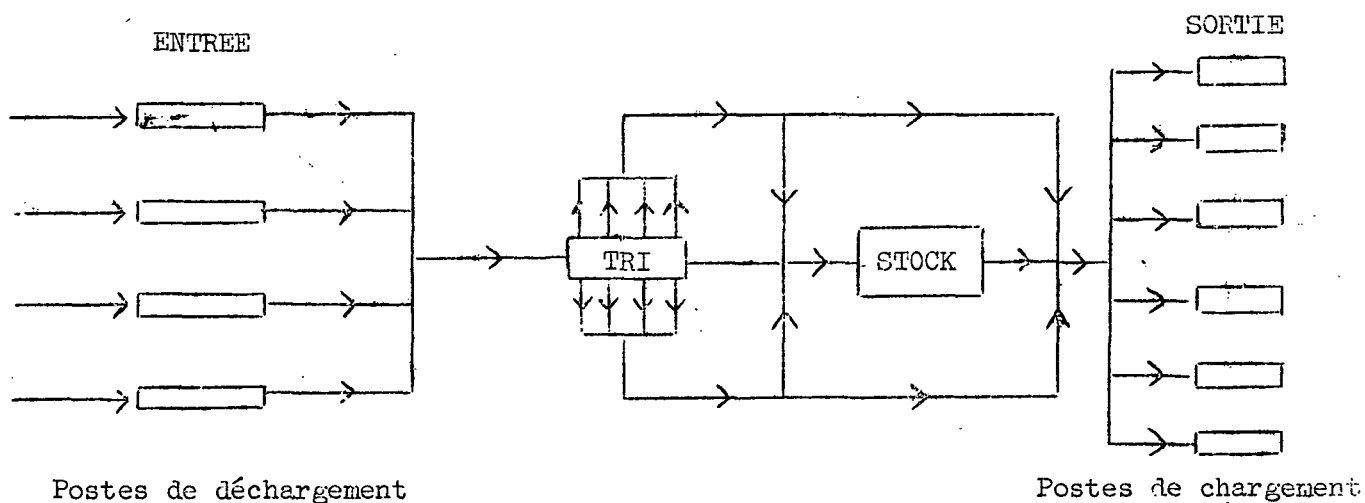 ENTREE
SORTIE
TRI
STOCK
Postes de déchargement
Postes de chargement